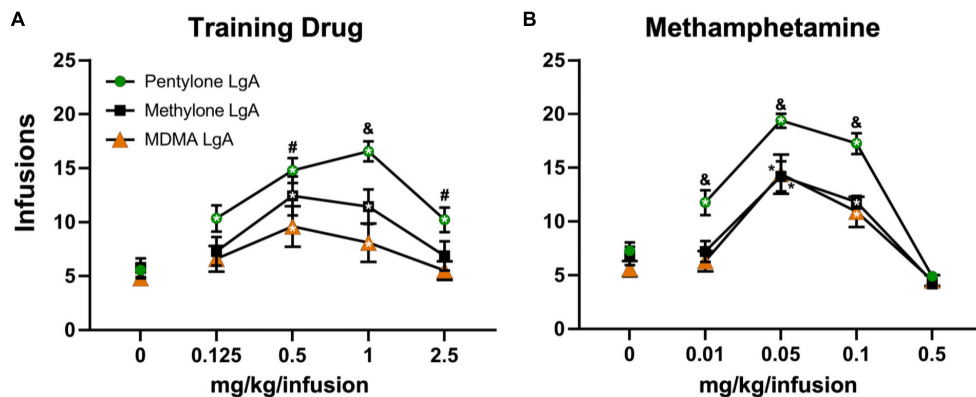 A
Training Drug
25
20
15
10
5
0
Infusions
Pentylone LgA
Methylone LgA
MDMA LgA
#
&
#
0 0.125 0.5 1 2.5
mg/kg/infusion
B
Methamphetamine
25
20
15
10
5
0
&
&
&
*
*
0 0.01 0.05 0.1 0.5
mg/kg/infusion